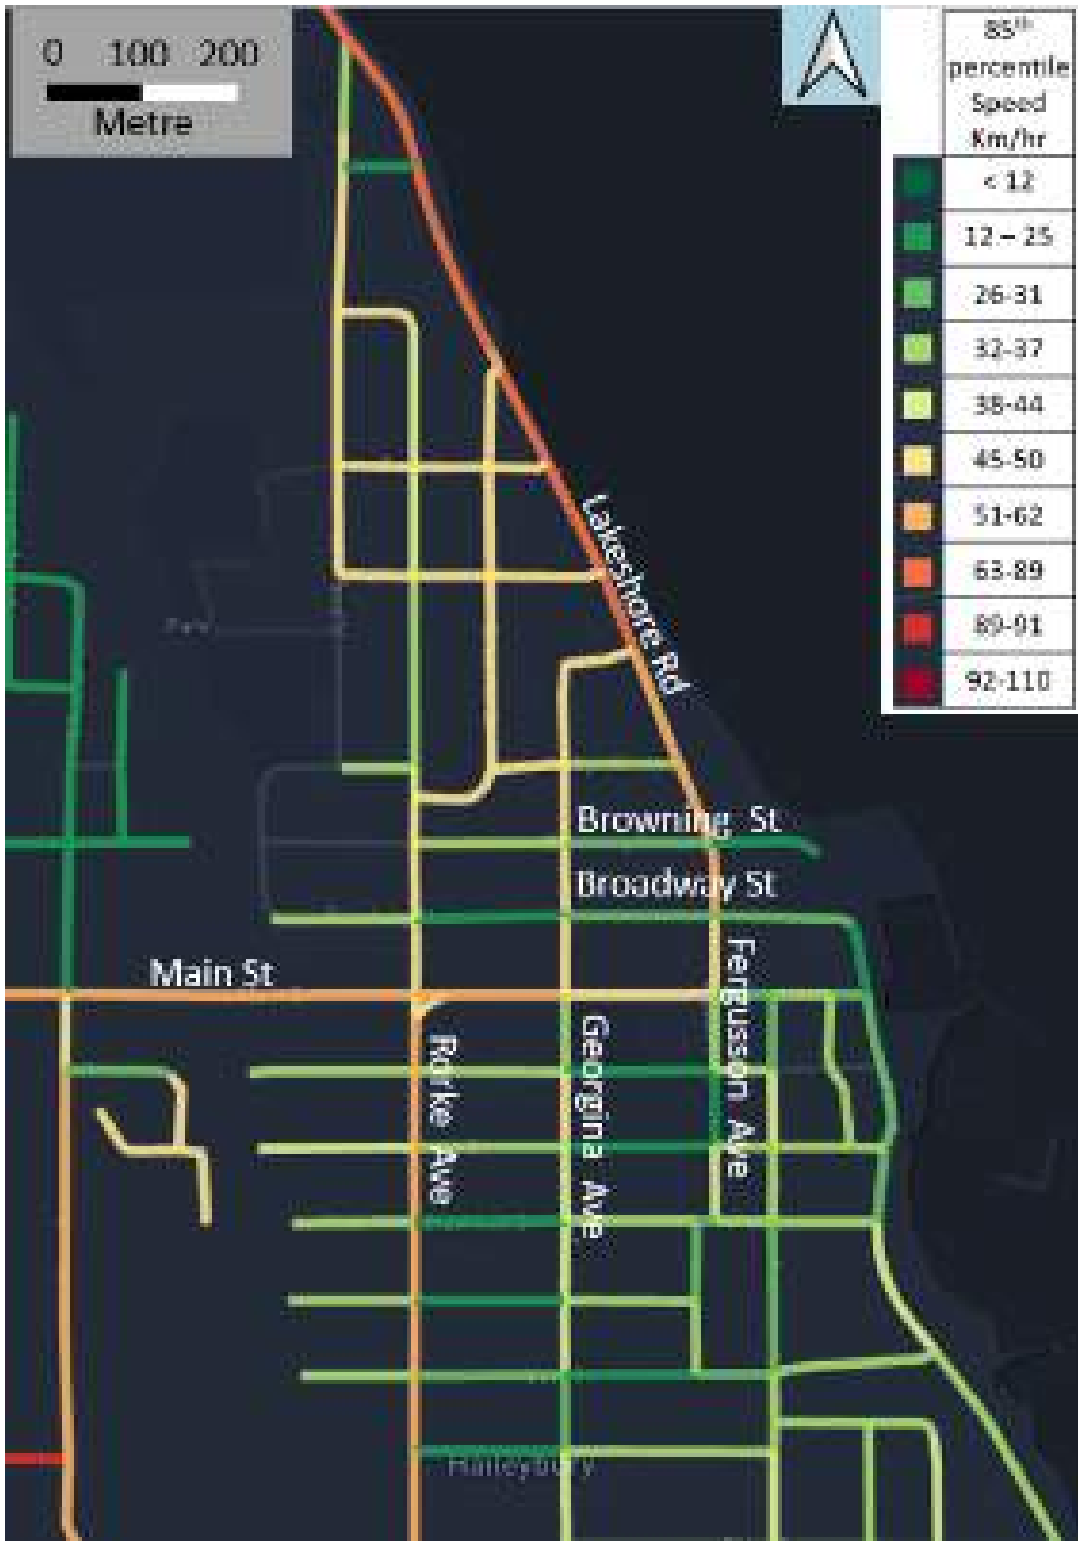 0 100 200
Metre
85th
percentile
Speed
Km/hr
< 12
12 – 25
26-31
32-37
38-44
45-50
51-62
63-89
89-91
92-110
Lakeshore Rd
Park
Browning St
Broadway St
Main St
Fergusson Ave
Rorke Ave
Georgina Ave
Haileybury